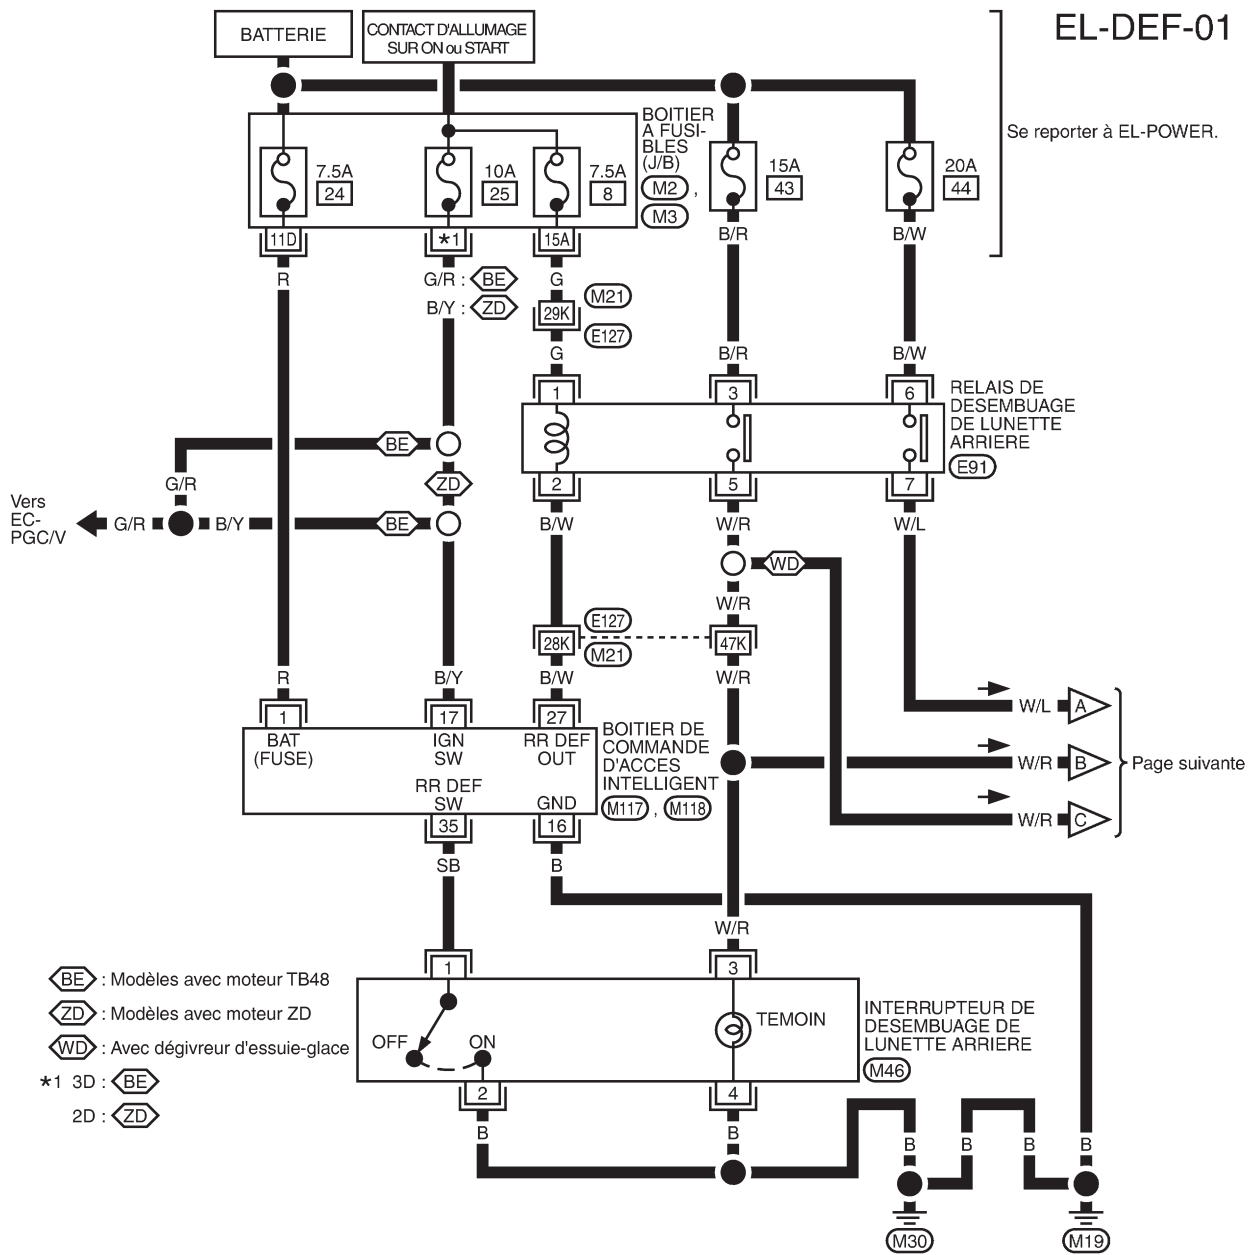 EL-DEF-01
BATTERIE
CONTACT D'ALLUMAGE
SUR ON ou START
Se reporter à EL-POWER.
BOITIER
A FUSI-
BLES
(J/B)
M2 ,
M3
7.5A
24
10A
25
7.5A
8
15A
43
20A
44
11D
*1
15A
B/R
B/W
R
G/R : BE
B/Y : ZD
G
M21
29K
E127
G
B/R
B/W
1
3
6
RELAIS DE
DESEMBUAGE
DE LUNETTE
ARRIERE
E91
BE
ZD
G/R
2
5
7
Vers
EC-
PGC/V
G/R
B/Y
BE
B/W
W/R
W/L
WD
W/R
E127
28K
47K
M21
R
B/Y
B/W
W/R
W/L
A
1
17
27
BAT
(FUSE)
IGN
SW
RR DEF
OUT
BOITIER DE
COMMANDE
D'ACCES
INTELLIGENT
M117 , M118
W/R
B
Page suivante
RR DEF
SW
GND
35
16
W/R
C
SB
B
W/R
1
3
BE : Modèles avec moteur TB48
ZD : Modèles avec moteur ZD
WD : Avec dégivreur d'essuie-glace
*1 3D : BE
2D : ZD
OFF
ON
TEMOIN
INTERRUPTEUR DE
DESEMBUAGE DE
LUNETTE ARRIERE
M46
2
4
B
B
B
B
B
B
M30
M19